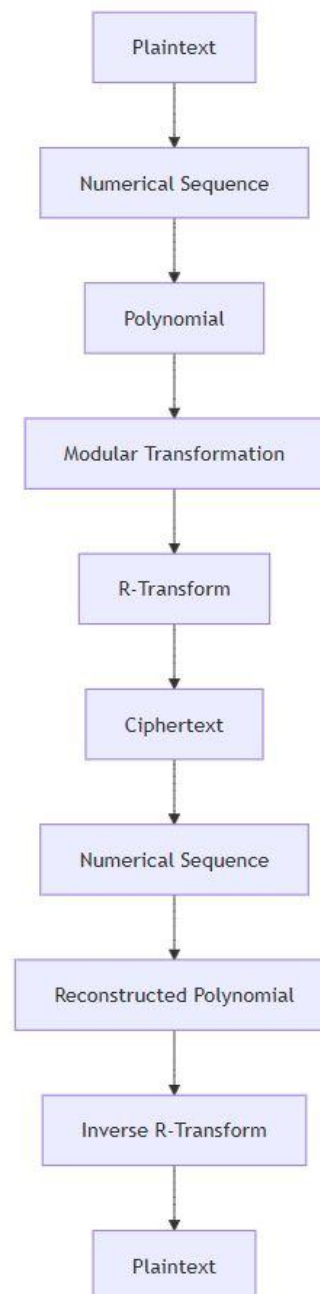 Plaintext
Numerical Sequence
Polynomial
Modular Transformation
R-Transform
Ciphertext
Numerical Sequence
Reconstructed Polynomial
Inverse R-Transform
Plaintext